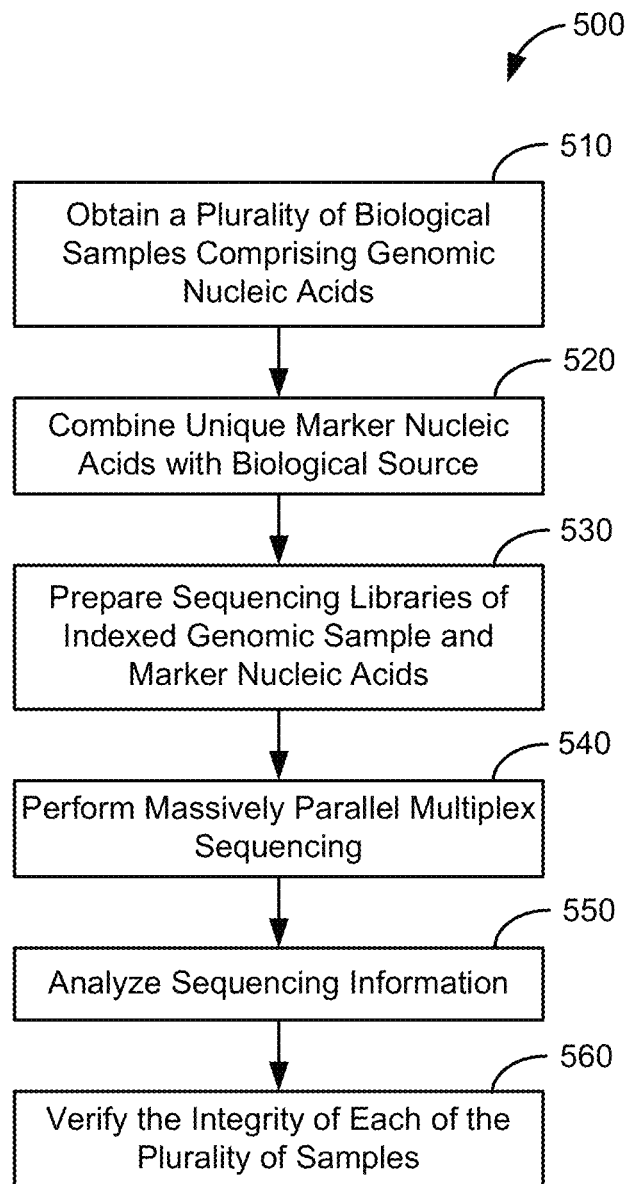 500
510
Obtain a Plurality of Biological
Samples Comprising Genomic
Nucleic Acids
520
Combine Unique Marker Nucleic
Acids with Biological Source
530
Prepare Sequencing Libraries of
Indexed Genomic Sample and
Marker Nucleic Acids
540
Perform Massively Parallel Multiplex
Sequencing
550
Analyze Sequencing Information
560
Verify the Integrity of Each of the
Plurality of Samples